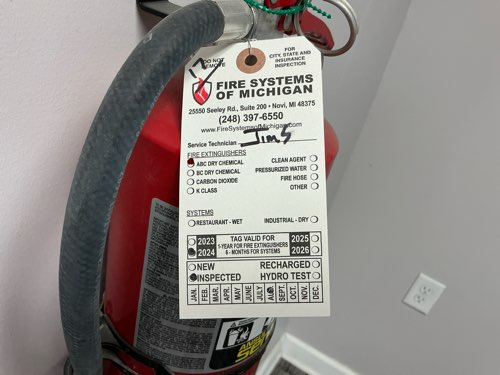 DO NOT
REMOVE
FOR
CITY, STATE AND
INSURANCE
INSPECTION
FIRE SYSTEMS
OF MICHIGAN
25550 Seeley Rd., Suite 200 • Novi, MI 48375
(248) 397-6550
www.FireSystemsofMichigan.com
Service Technician Jim S
FIRE EXTINGUISHERS
ABC DRY CHEMICAL
CLEAN AGENT
BC DRY CHEMICAL
PRESSURIZED WATER
CARBON DIOXIDE
FIRE HOSE
K CLASS
OTHER
SYSTEMS
RESTAURANT - WET
INDUSTRIAL - DRY
2023
TAG VALID FOR
2025
2024
1-YEAR FOR FIRE EXTINGUISHERS
6 - MONTHS FOR SYSTEMS
2026
NEW
RECHARGED
INSPECTED
HYDRO TEST
JAN. FEB. MAR. APR. MAY JUNE JULY AUG. SEPT. OCT. NOV. DEC.